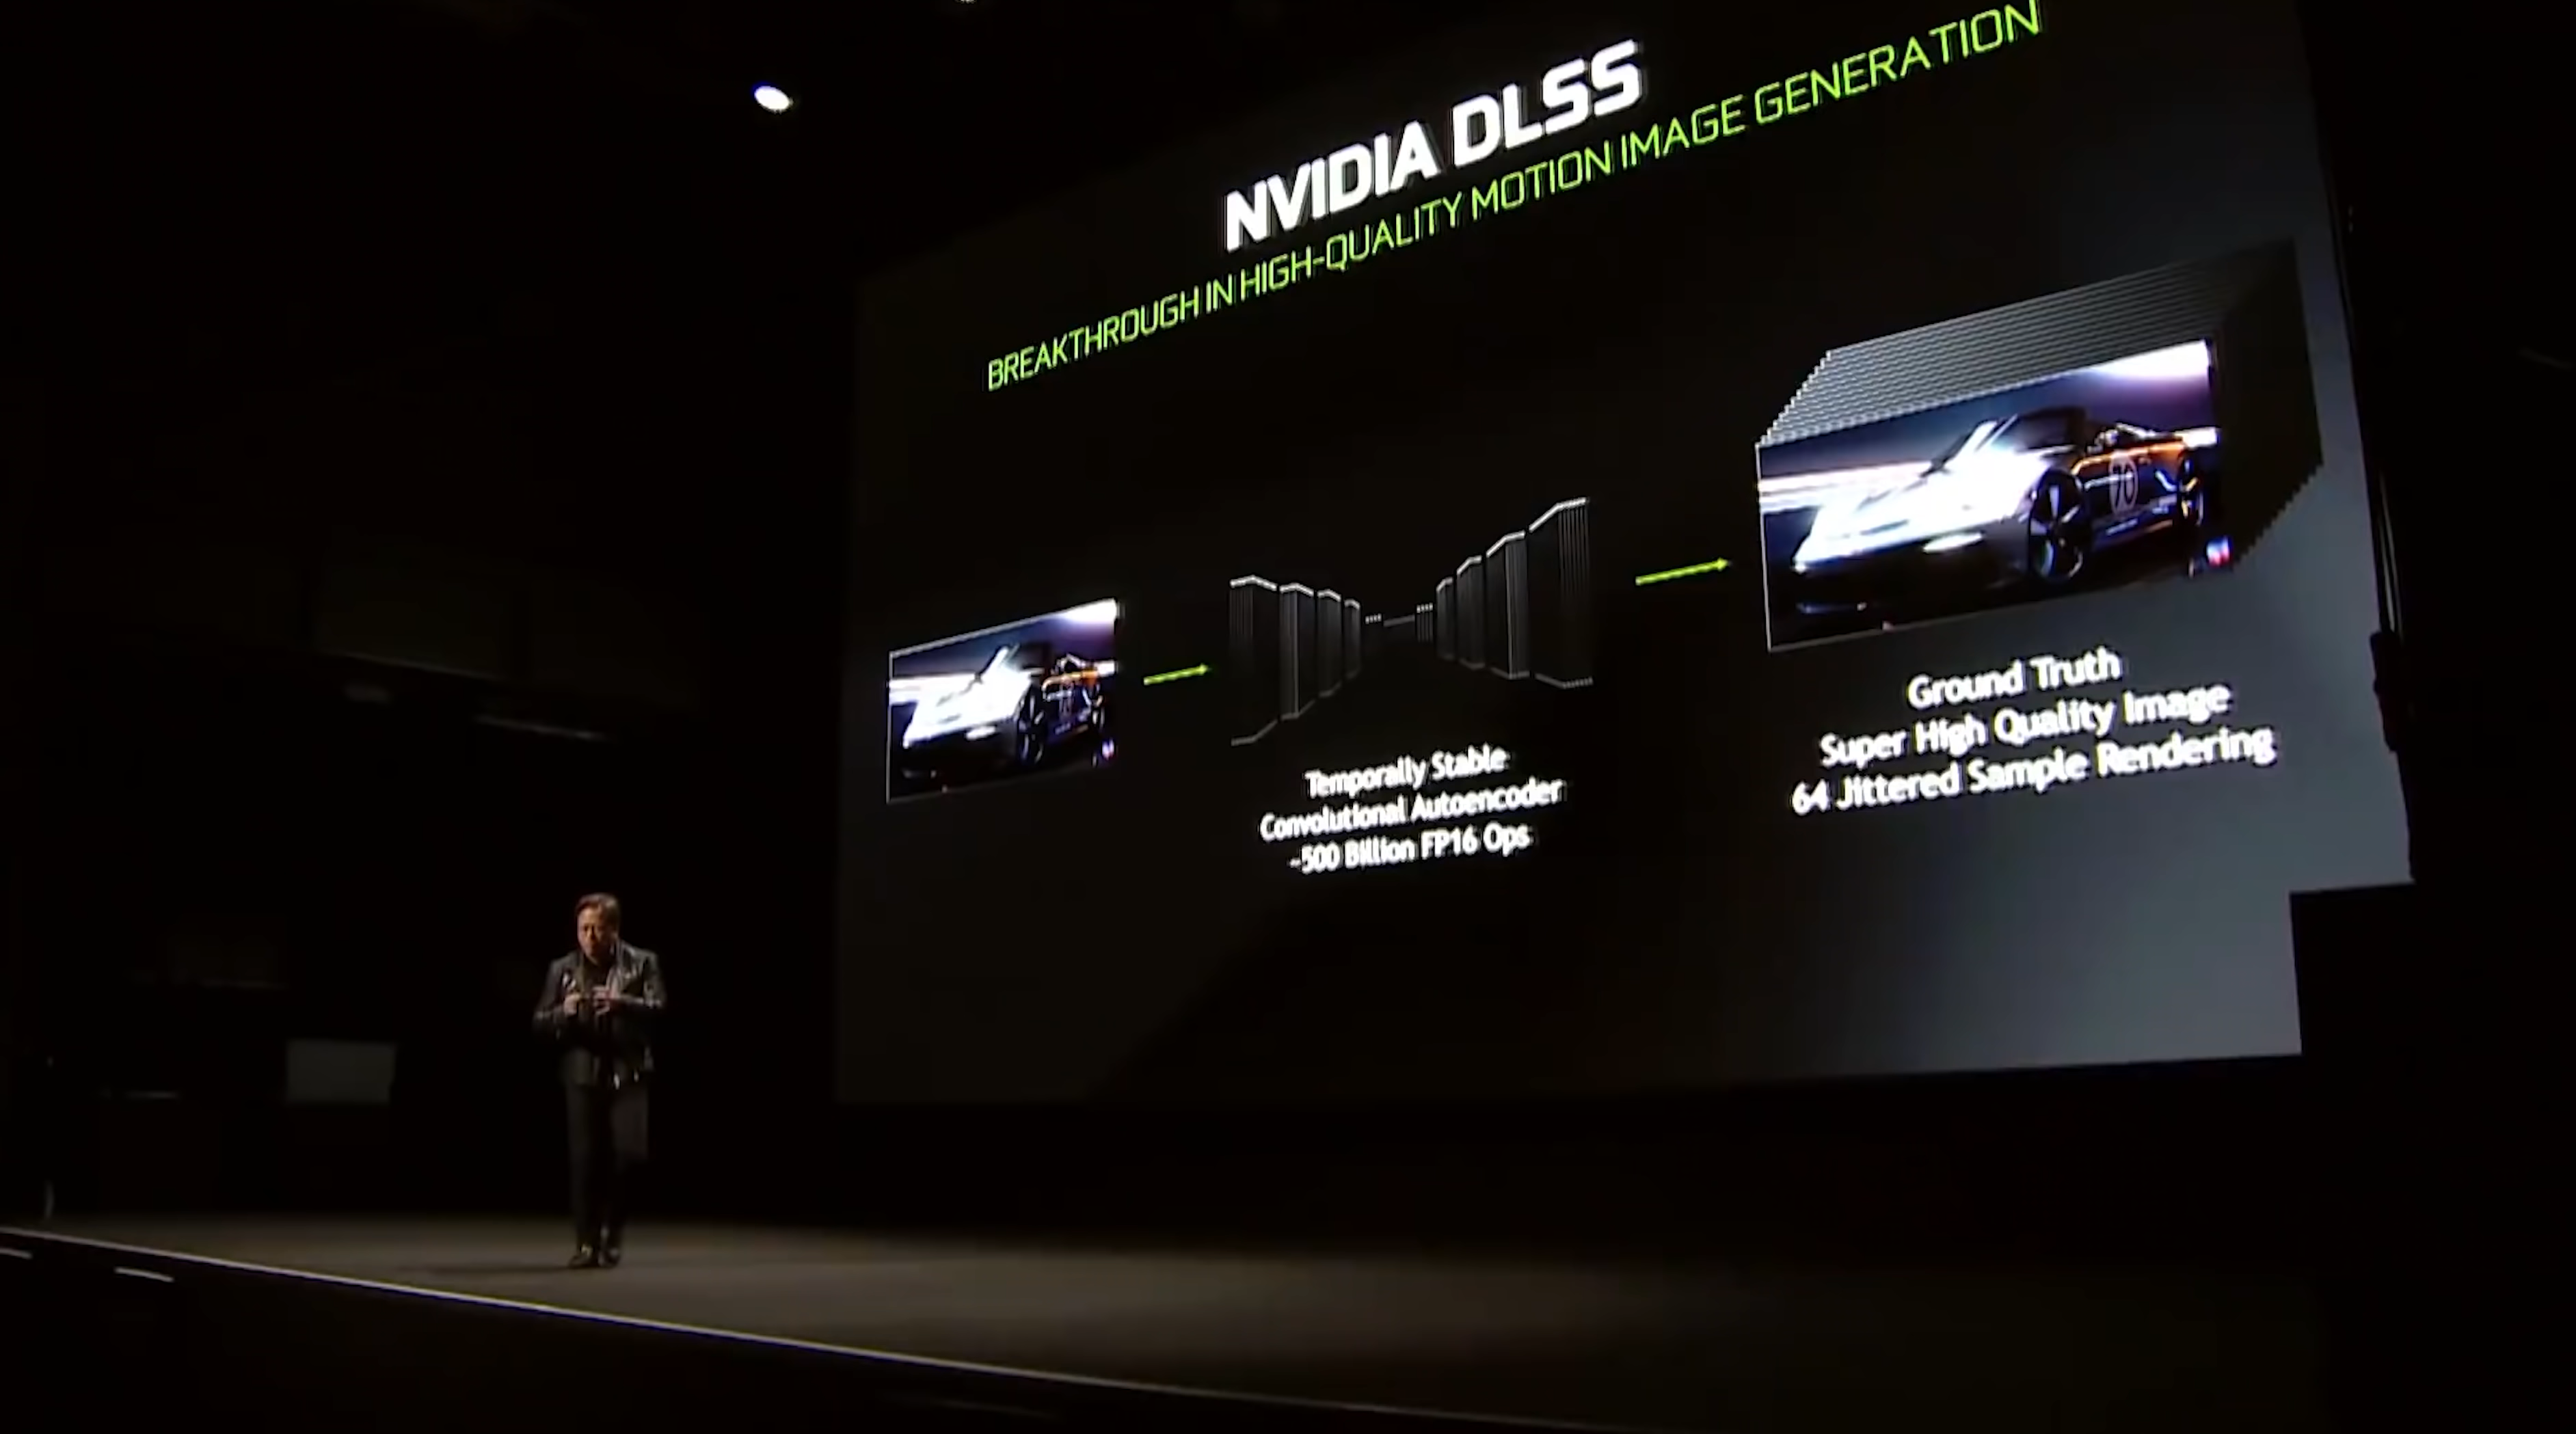 NVIDIA DLSS
BREAKTHROUGH IN HIGH-QUALITY MOTION IMAGE GENERATION
70
Temporally Stable
Convolutional Autoencoder
~500 Billion FP16 Ops
Ground Truth
Super High Quality Image
64 Jittered Sample Rendering